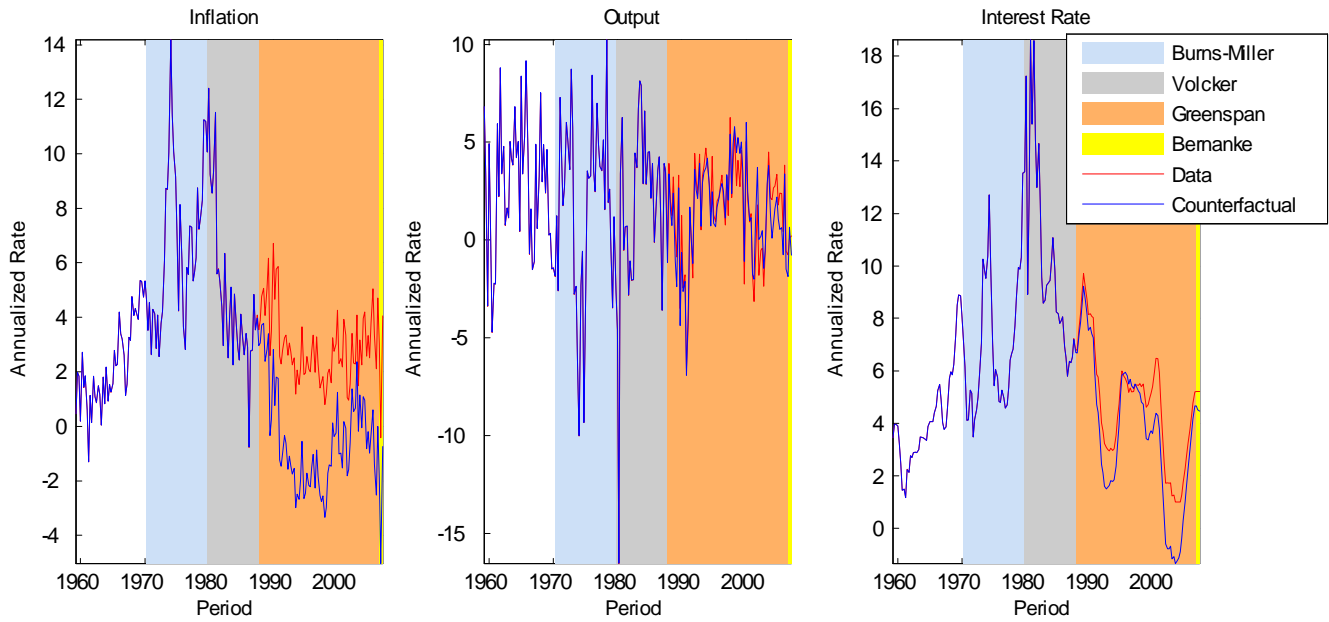 Inflation
Output
Interest Rate
Annualized Rate
14
12
10
8
6
4
2
0
-2
-4
1960 1970 1980 1990 2000
Period
Annualized Rate
10
5
0
-5
-10
-15
1960 1970 1980 1990 2000
Period
Annualized Rate
18
16
14
12
10
8
6
4
2
0
1960 1970 1980 1990 2000
Period
Burns-Miller
Volcker
Greenspan
Bernanke
Data
Counterfactual